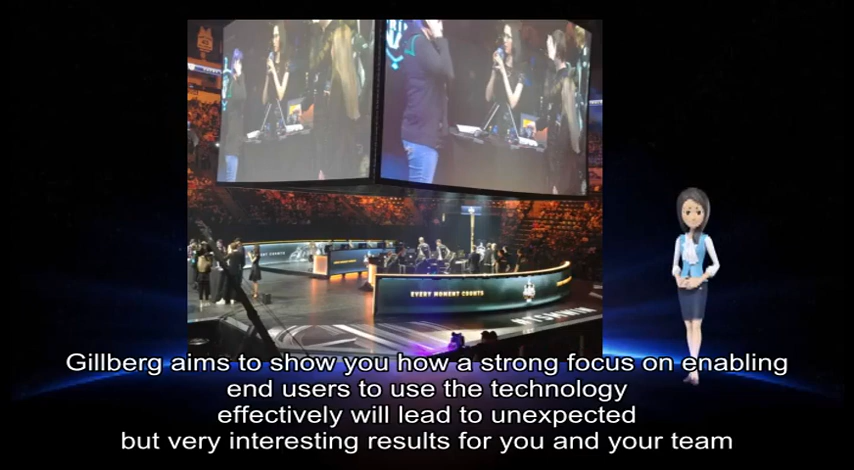 EVERY MOMENT COUNTS
Gillberg aims to show you how a strong focus on enabling
end users to use the technology
effectively will lead to unexpected
but very interesting results for you and your team